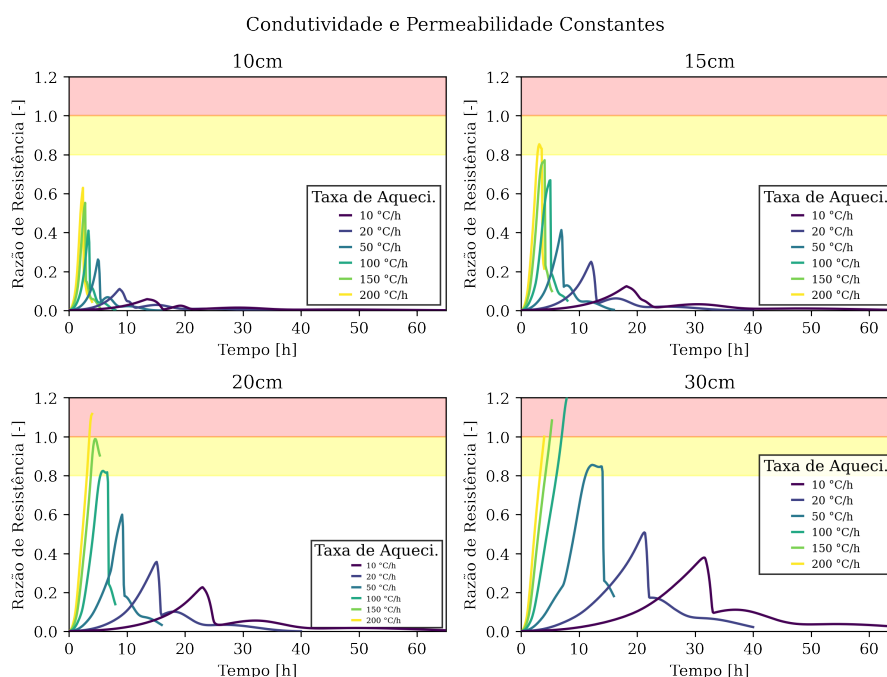 Condutividade e Permeabilidade Constantes
10cm
Razão de Resistência [-]
1.2
1.0
0.8
0.6
0.4
0.2
0.0
0 10 20 30 40 50 60
Tempo [h]
Taxa de Aqueci.
10 °C/h
20 °C/h
50 °C/h
100 °C/h
150 °C/h
200 °C/h
15cm
Razão de Resistência [-]
1.2
1.0
0.8
0.6
0.4
0.2
0.0
0 10 20 30 40 50 60
Tempo [h]
Taxa de Aqueci.
10 °C/h
20 °C/h
50 °C/h
100 °C/h
150 °C/h
200 °C/h
20cm
Razão de Resistência [-]
1.2
1.0
0.8
0.6
0.4
0.2
0.0
0 10 20 30 40 50 60
Tempo [h]
Taxa de Aqueci.
10 °C/h
20 °C/h
50 °C/h
100 °C/h
150 °C/h
200 °C/h
30cm
Razão de Resistência [-]
1.2
1.0
0.8
0.6
0.4
0.2
0.0
0 10 20 30 40 50 60
Tempo [h]
Taxa de Aqueci.
10 °C/h
20 °C/h
50 °C/h
100 °C/h
150 °C/h
200 °C/h